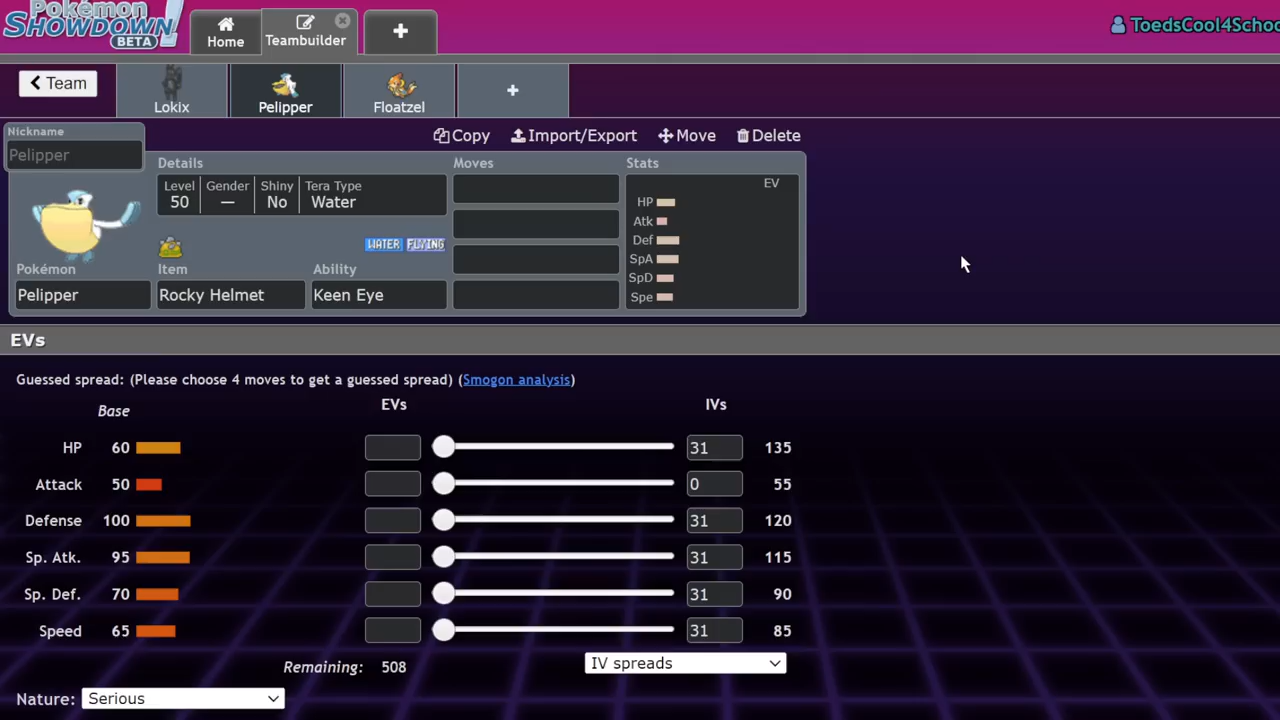 Pokémon
SHOWDOWN!
BETA
Home
Teambuilder
+
ToedsCool4Schoo
Team
Lokix
Pelipper
Floatzel
+
Nickname
Pelipper
Copy
Import/Export
Move
Delete
Details
Level
50
Gender
—
Shiny
No
Tera Type
Water
WATER FLYING
Pokémon
Pelipper
Item
Rocky Helmet
Ability
Keen Eye
Moves
Stats
EV
HP
Atk
Def
SpA
SpD
Spe
EVs
Guessed spread: (Please choose 4 moves to get a guessed spread) (Smogon analysis)
Base EVs IVs
HP 60 31 135
Attack 50 0 55
Defense 100 31 120
Sp. Atk. 95 31 115
Sp. Def. 70 31 90
Speed 65 31 85
Remaining: 508 IV spreads
Nature: Serious